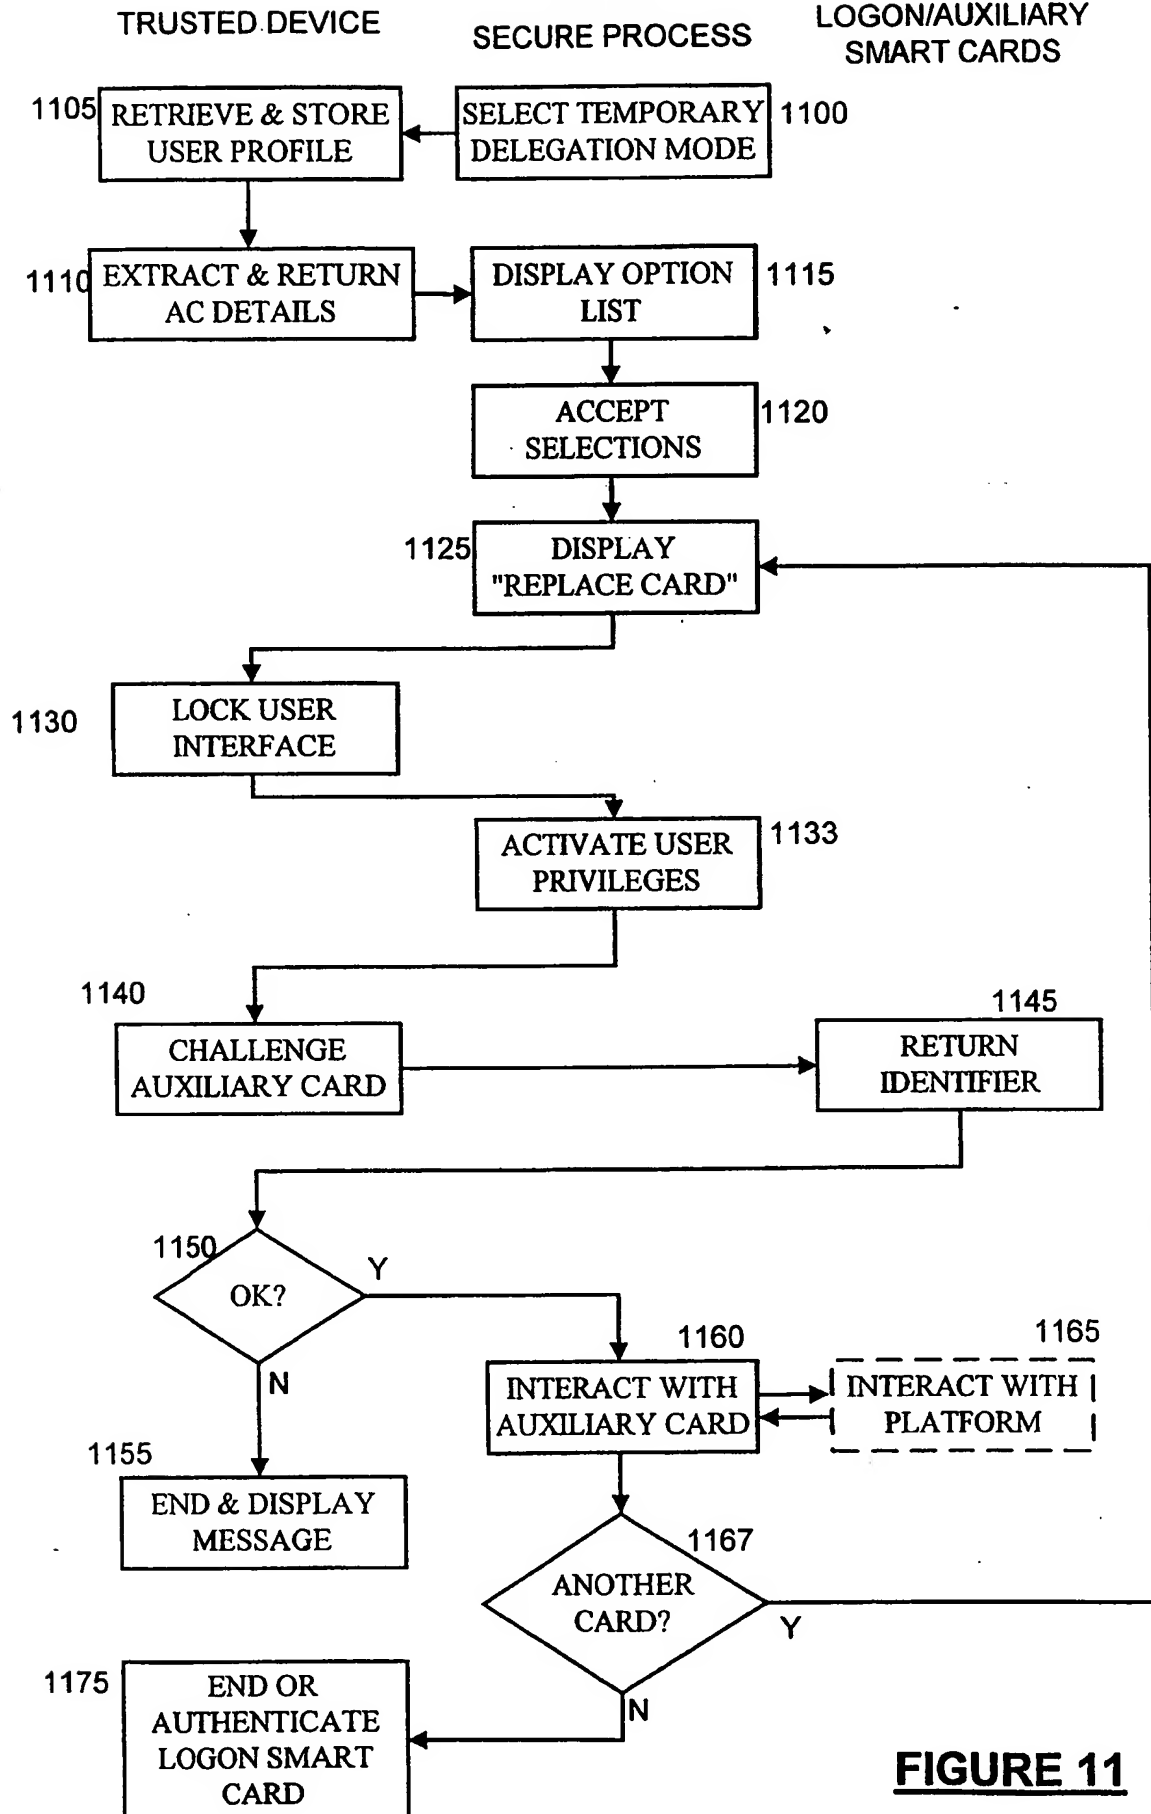 TRUSTED DEVICE
SECURE PROCESS
LOGON/AUXILIARY
SMART CARDS
1105
RETRIEVE & STORE
USER PROFILE
SELECT TEMPORARY
DELEGATION MODE
1100
1110
EXTRACT & RETURN
AC DETAILS
DISPLAY OPTION
LIST
1115
ACCEPT
SELECTIONS
1120
1125
DISPLAY
"REPLACE CARD"
1130
LOCK USER
INTERFACE
ACTIVATE USER
PRIVILEGES
1133
1140
CHALLENGE
AUXILIARY CARD
1145
RETURN
IDENTIFIER
1150
OK?
Y
N
1155
END & DISPLAY
MESSAGE
1160
INTERACT WITH
AUXILIARY CARD
1165
INTERACT WITH
PLATFORM
1167
ANOTHER
CARD?
Y
N
1175
END OR
AUTHENTICATE
LOGON SMART
CARD
FIGURE 11